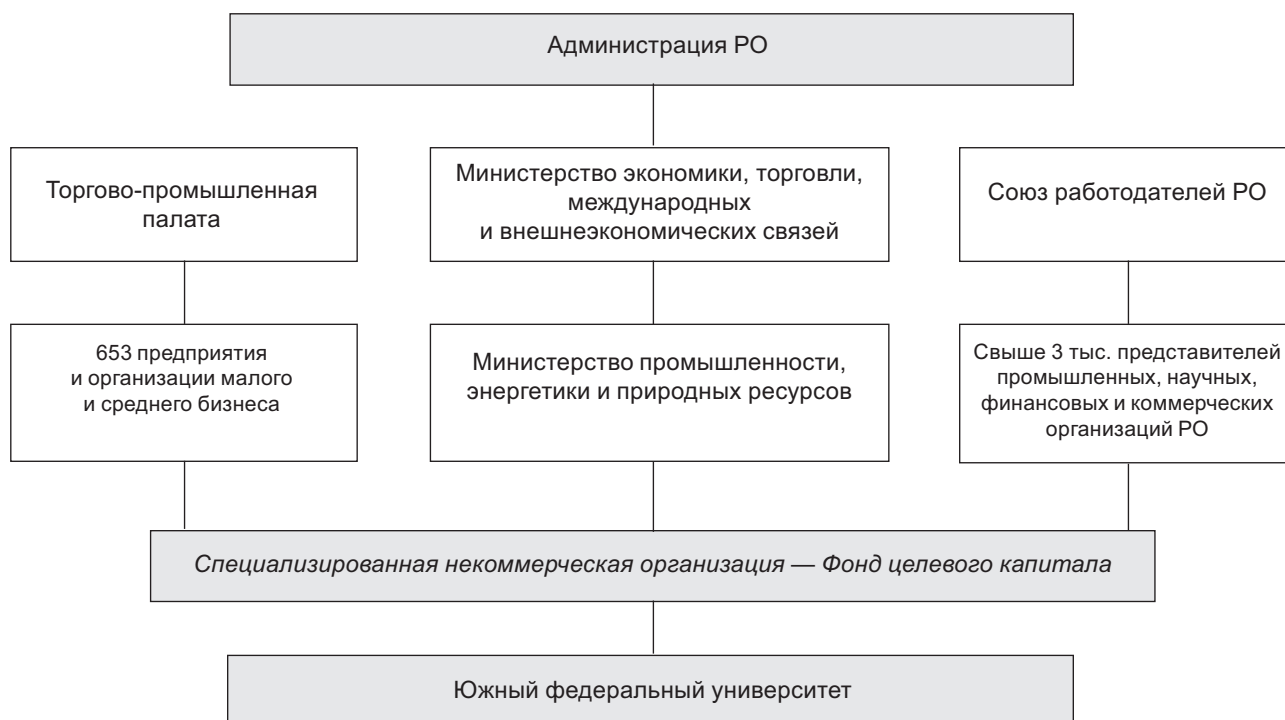 Администрация РО
Торгово-промышленная
палата
Министерство экономики, торговли,
международных
и внешнеэкономических связей
Союз работодателей РО
653 предприятия
и организации малого
и среднего бизнеса
Министерство промышленности,
энергетики и природных ресурсов
Свыше 3 тыс. представителей
промышленных, научных,
финансовых и коммерческих
организаций РО
Специализированная некоммерческая организация — Фонд целевого капитала
Южный федеральный университет